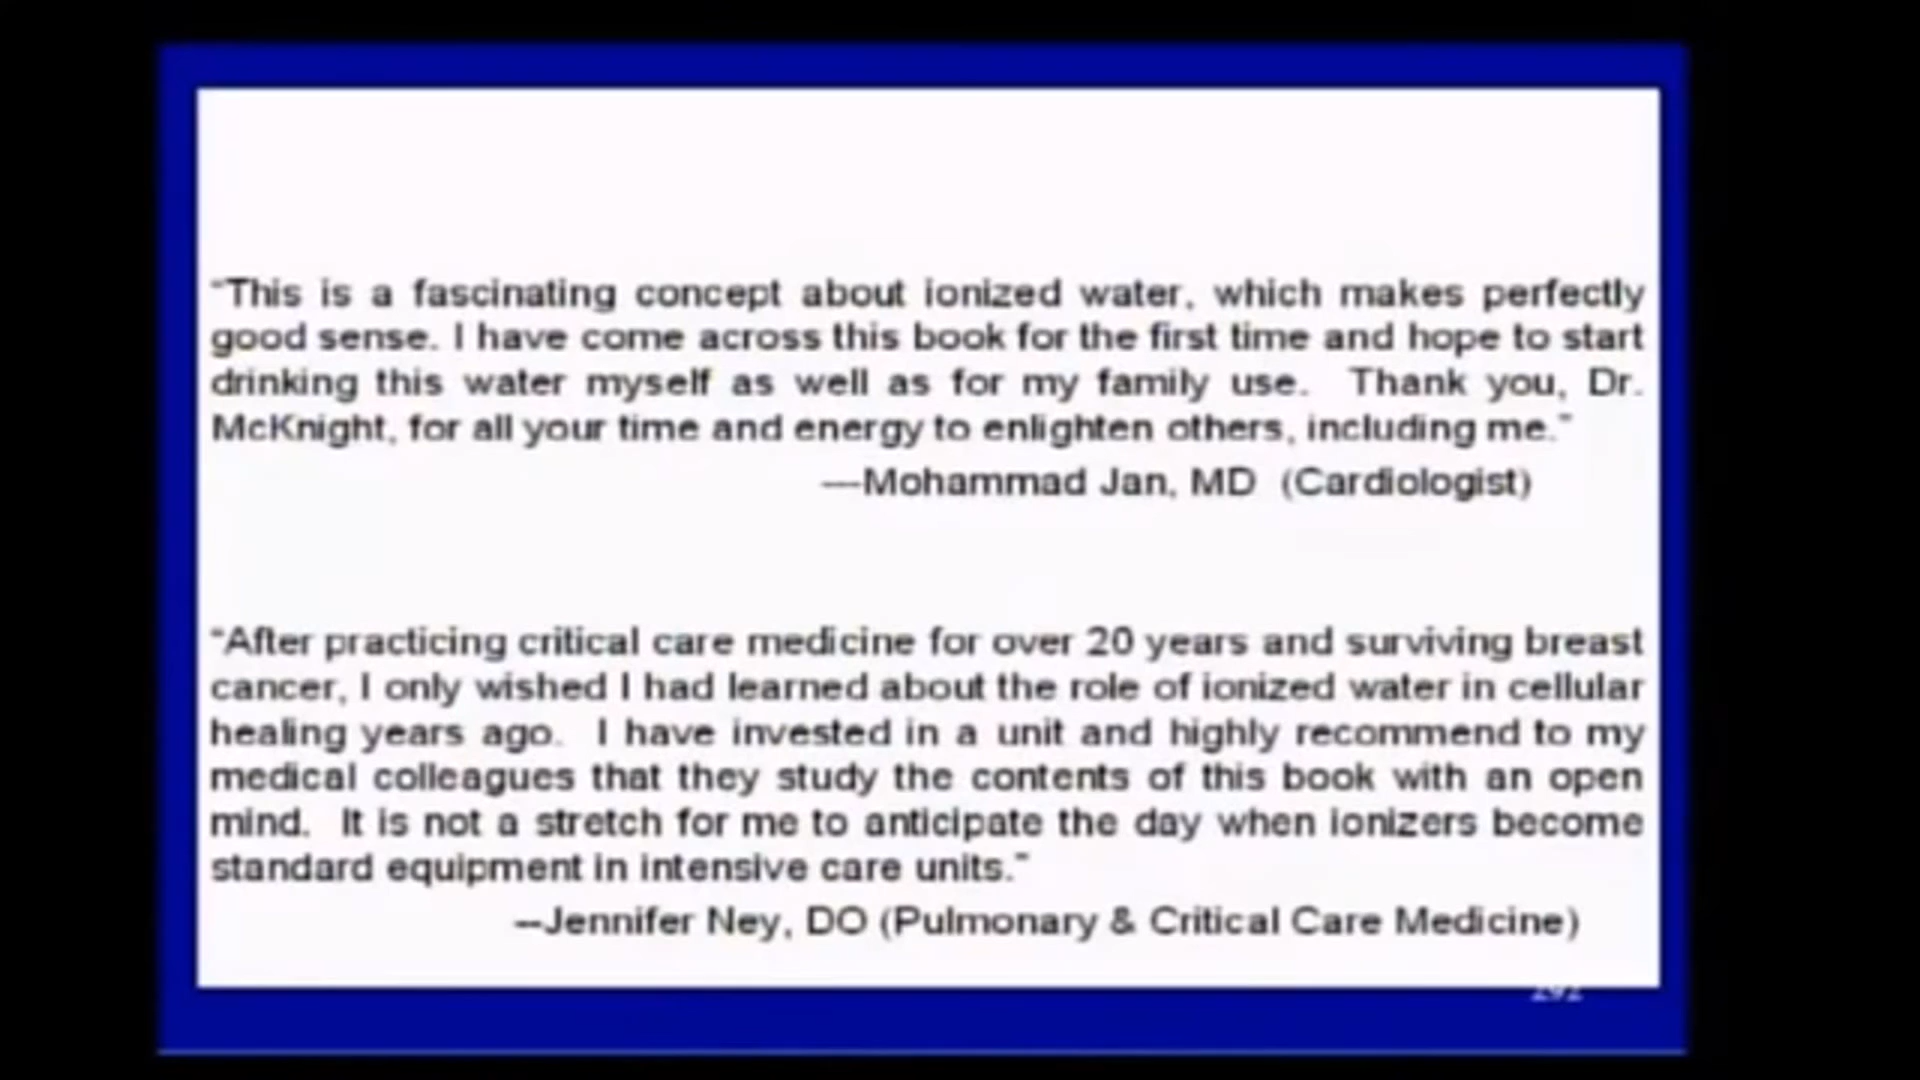 “This is a fascinating concept about ionized water, which makes perfectly
good sense. I have come across this book for the first time and hope to start
drinking this water myself as well as for my family use. Thank you, Dr.
McKnight, for all your time and energy to enlighten others, including me.”
—Mohammad Jan, MD (Cardiologist)
“After practicing critical care medicine for over 20 years and surviving breast
cancer, I only wished I had learned about the role of ionized water in cellular
healing years ago. I have invested in a unit and highly recommend to my
medical colleagues that they study the contents of this book with an open
mind. It is not a stretch for me to anticipate the day when ionizers become
standard equipment in intensive care units.”
--Jennifer Ney, DO (Pulmonary & Critical Care Medicine)